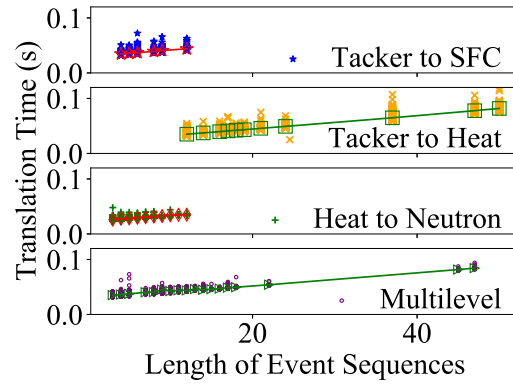 0.1
0.0
Tacker to SFC
0.1
0.0
Tacker to Heat
0.1
0.0
Heat to Neutron
0.1
0.0
Multilevel
20
40
Translation Time (s)
Length of Event Sequences